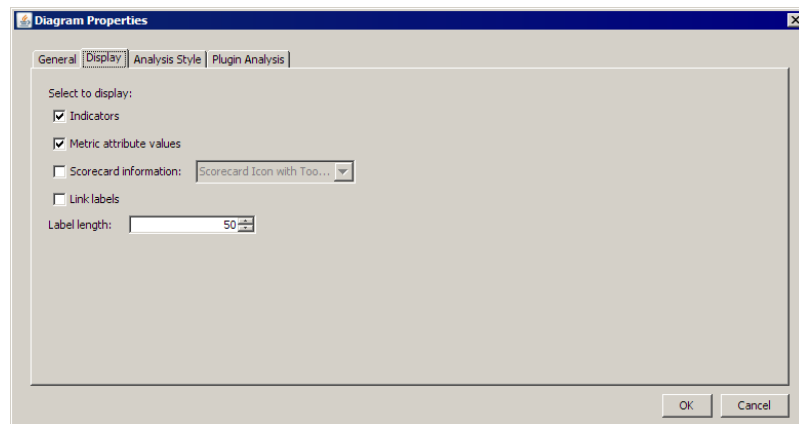 Diagram Properties
General Display Analysis Style Plugin Analysis
Select to display:
Indicators
Metric attribute values
Scorecard information: Scorecard Icon with Too...
Link labels
Label length: 50
OK Cancel